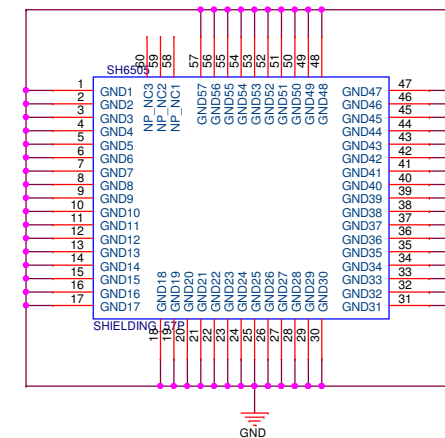 60 59 58 57 56 55 54 53 52 51 50 49 48
SH6505
NP_NC3 NP_NC2 NP_NC1 GND57 GND56 GND55 GND54 GND53 GND52 GND51 GND50 GND49 GND48
1 GND1 GND47 47
2 GND2 GND46 46
3 GND3 GND45 45
4 GND4 GND44 44
5 GND5 GND43 43
6 GND6 GND42 42
7 GND7 GND41 41
8 GND8 GND40 40
9 GND9 GND39 39
10 GND10 GND38 38
11 GND11 GND37 37
12 GND12 GND36 36
13 GND13 GND35 35
14 GND14 GND34 34
15 GND15 GND33 33
16 GND16 GND32 32
17 GND17 GND31 31
GND18 GND19 GND20 GND21 GND22 GND23 GND24 GND25 GND26 GND27 GND28 GND29 GND30
SHIELDING_57P
18 19 20 21 22 23 24 25 26 27 28 29 30
GND